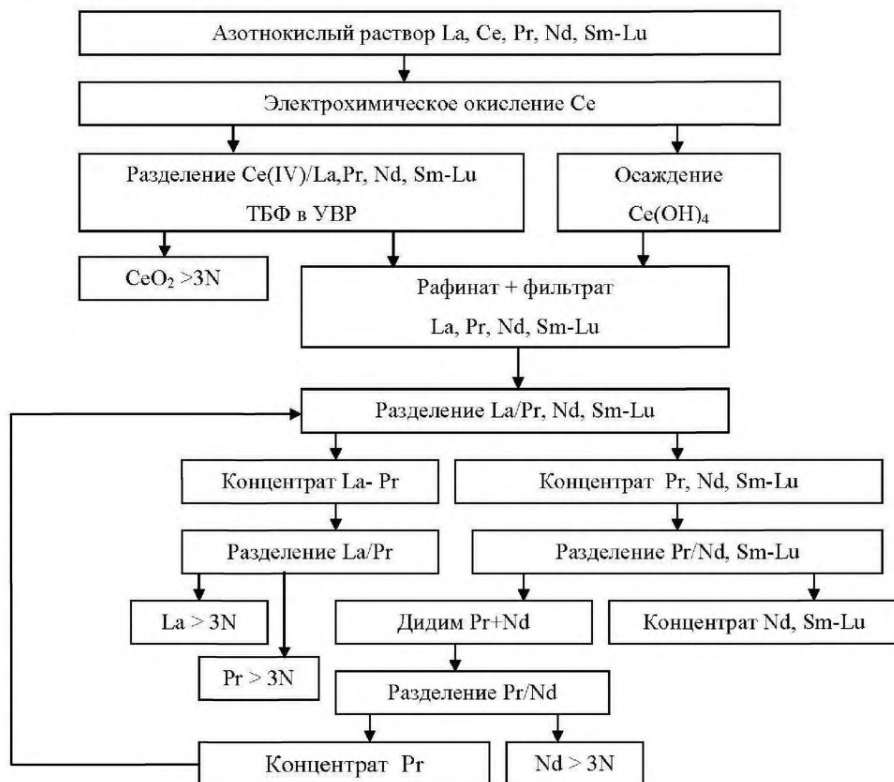 Азотнокислый раствор La, Ce, Pr, Nd, Sm-Lu
Электрохимическое окисление Ce
Разделение Ce(IV)/La,Pr, Nd, Sm-Lu
ТБФ в УВР
Осаждение
Ce(OH)₄
CeO₂ >3N
Рафинат + фильтрат
La, Pr, Nd, Sm-Lu
Разделение La/Pr, Nd, Sm-Lu
Концентрат La- Pr
Концентрат Pr, Nd, Sm-Lu
Разделение La/Pr
Разделение Pr/Nd, Sm-Lu
La > 3N
Дидим Pr+Nd
Концентрат Nd, Sm-Lu
Pr > 3N
Разделение Pr/Nd
Концентрат Pr
Nd > 3N